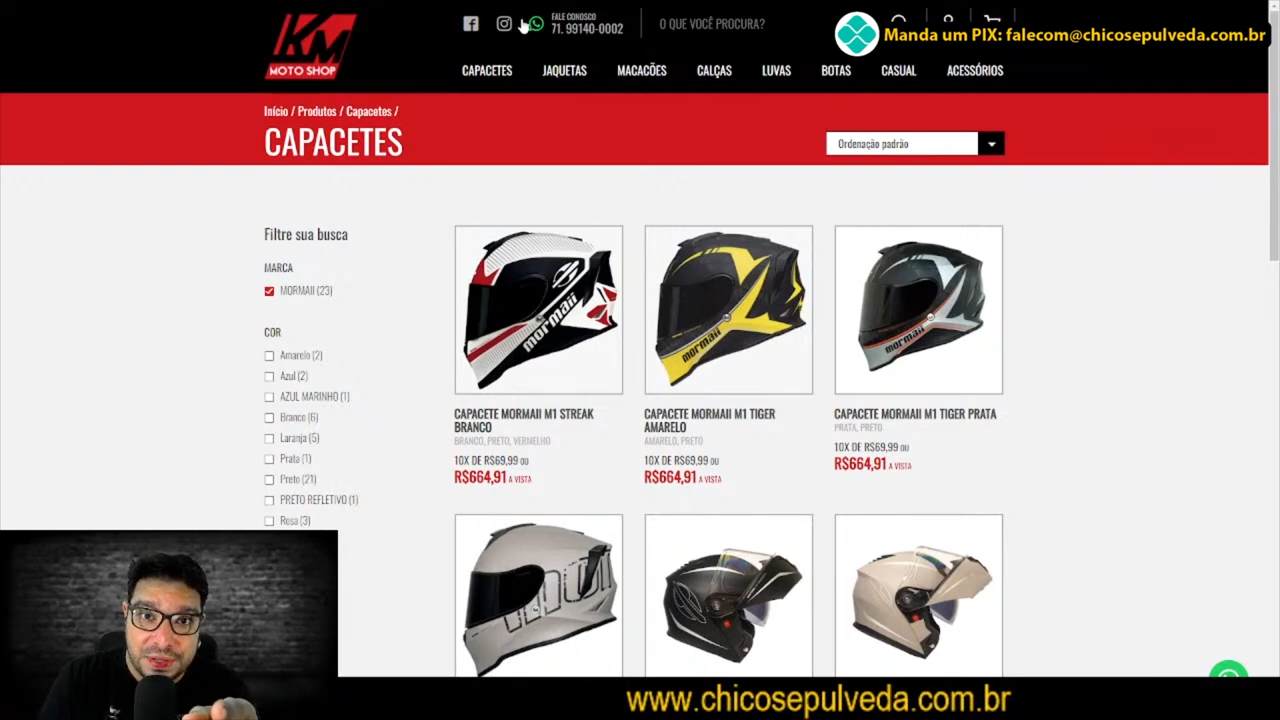 KM
MOTO SHOP
FALE CONOSCO
71. 99140-0002
O QUE VOCÊ PROCURA?
Manda um PIX: falecom@chicosepulveda.com.br
CAPACETES
JAQUETAS
MACACÕES
CALÇAS
LUVAS
BOTAS
CASUAL
ACESSÓRIOS
Início / Produtos / Capacetes /
CAPACETES
Ordenação padrão
Filtre sua busca
MARCA
MORMAII (23)
COR
Amarelo (2)
Azul (2)
AZUL MARINHO (1)
Branco (6)
Laranja (5)
Prata (1)
Preto (21)
PRETO REFLETIVO (1)
Rosa (3)
mormaii
CAPACETE MORMAII M1 STREAK
BRANCO
BRANCO, PRETO, VERMELHO
10X DE R$69,99 OU
R$664,91 A VISTA
mormaii
CAPACETE MORMAII M1 TIGER
AMARELO
AMARELO, PRETO
10X DE R$69,99 OU
R$664,91 A VISTA
mormaii
CAPACETE MORMAII M1 TIGER PRATA
PRATA, PRETO
10X DE R$69,99 OU
R$664,91 A VISTA
www.chicosepulveda.com.br